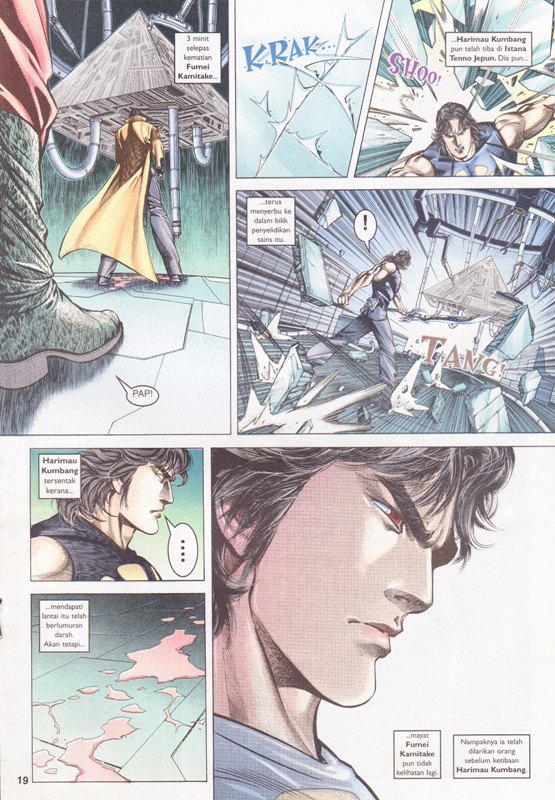 3 minit
selepas
kematian
Fumei
Kamitake...
KRAK...
SHOO!
...Harimau Kumbang
pun telah tiba di Istana
Tenno Jepun. Dia pun...
PAP!
...terus
menyerbu ke
dalam bilik
penyelidikan
sains itu.
!
TANG!
Harimau
Kumbang
tersentak
kerana...
....
...mendapati
lantai itu telah
berlumuran
darah.
Akan tetapi...
...mayat
Fumei
Kamitake
pun tidak
kelihatan lagi.
Nampaknya ia telah
dilarikan orang
sebelum ketibaan
Harimau Kumbang.
19